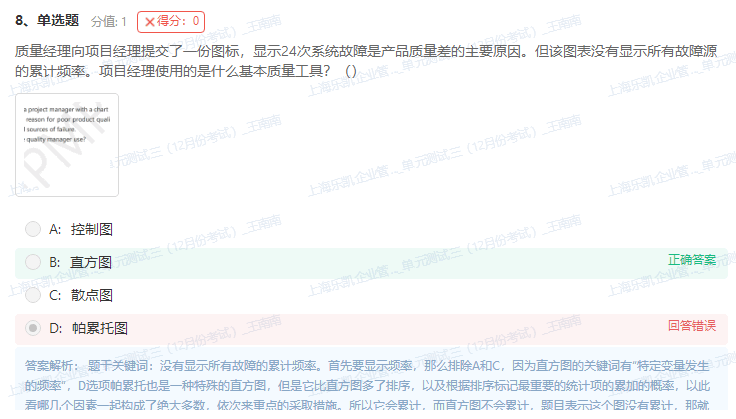 8、单选题 分值: 1 ✕得分：0
质量经理向项目经理提交了一份图标，显示24次系统故障是产品质量差的主要原因。但该图表没有显示所有故障源
的累计频率。项目经理使用的是什么基本质量工具？（）
a project manager with a chart
reason for poor product quali
l sources of failure.
quality manager use?
PMP
A: 控制图
B: 直方图 正确答案
C: 散点图
D: 帕累托图 回答错误
答案解析： 题干关键词：没有显示所有故障的累计频率。首先要显示频率，那么排除A和C，因为直方图的关键词有"特定变量发生
的频率"，D选项帕累托也是一种特殊的直方图，但是它比直方图多了排序，以及根据排序标记最重要的统计项的累加的概率，以此
看哪几个因素一起构成了绝大多数，依次来重点的采取措施。所以它会累计，而直方图不会累计，题目表示这个图没有累计，那就
上海乐凯企业管..._单元测试三（12月份考试）_王南南